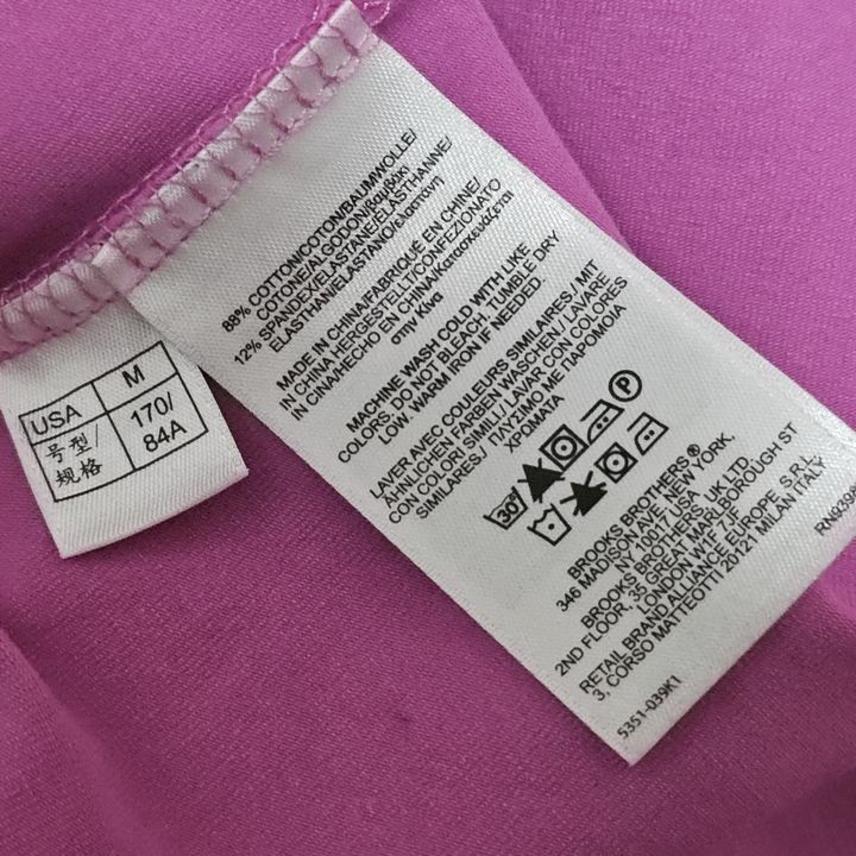 USA
M
号型/
规格
170/
84A
88% COTTON/COTON/BAUMWOLLE/
COTONE/ALGODON/βαμβάκι
12% SPANDEX/ELASTANE/ELASTHANNE/
ELASTHAN/ELASTANO/ελαστάνη
MADE IN CHINA/FABRIQUÉ EN CHINE/
IN CHINA HERGESTELLT/CONFEZIONATO
IN CINA/HECHO EN CHINA/Κατασκευάζεται
στην Κίνα
MACHINE WASH COLD WITH LIKE
COLORS, DO NOT BLEACH, TUMBLE DRY
LOW. WARM IRON IF NEEDED.
LAVER AVEC COULEURS SIMILAIRES./ MIT
ÄHNLICHEN FARBEN WASCHEN./ LAVARE
CON COLORI SIMILI./ LAVAR CON COLORES
SIMILARES./ ΠΛΥΣΙΜΟ ΜΕ ΠΑΡΟΜΟΙΑ
ΧΡΩΜΑΤΑ
30° P
BROOKS BROTHERS®
346 MADISON AVE, NEW YORK,
NY 10017, USA
BROOKS BROTHERS, UK LTD.
2ND FLOOR, 35 GREAT MARLBOROUGH ST
LONDON W1F 7JF
RETAIL BRAND ALLIANCE EUROPE, S.R.L.
3, CORSO MATTEOTTI 20121 MILAN ITALY
5351-039K1